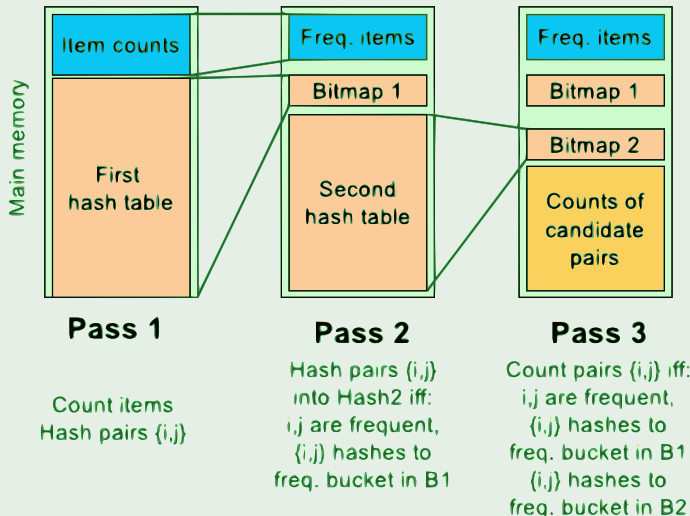 Main memory
Item counts
First
hash table
Pass 1
Count items
Hash pairs {i,j}
Freq. items
Bitmap 1
Second
hash table
Pass 2
Hash pairs {i,j}
into Hash2 iff:
i,j are frequent,
{i,j} hashes to
freq. bucket in B1
Freq. items
Bitmap 1
Bitmap 2
Counts of
candidate
pairs
Pass 3
Count pairs {i,j} iff:
i,j are frequent,
{i,j} hashes to
freq. bucket in B1
{i,j} hashes to
freq. bucket in B2